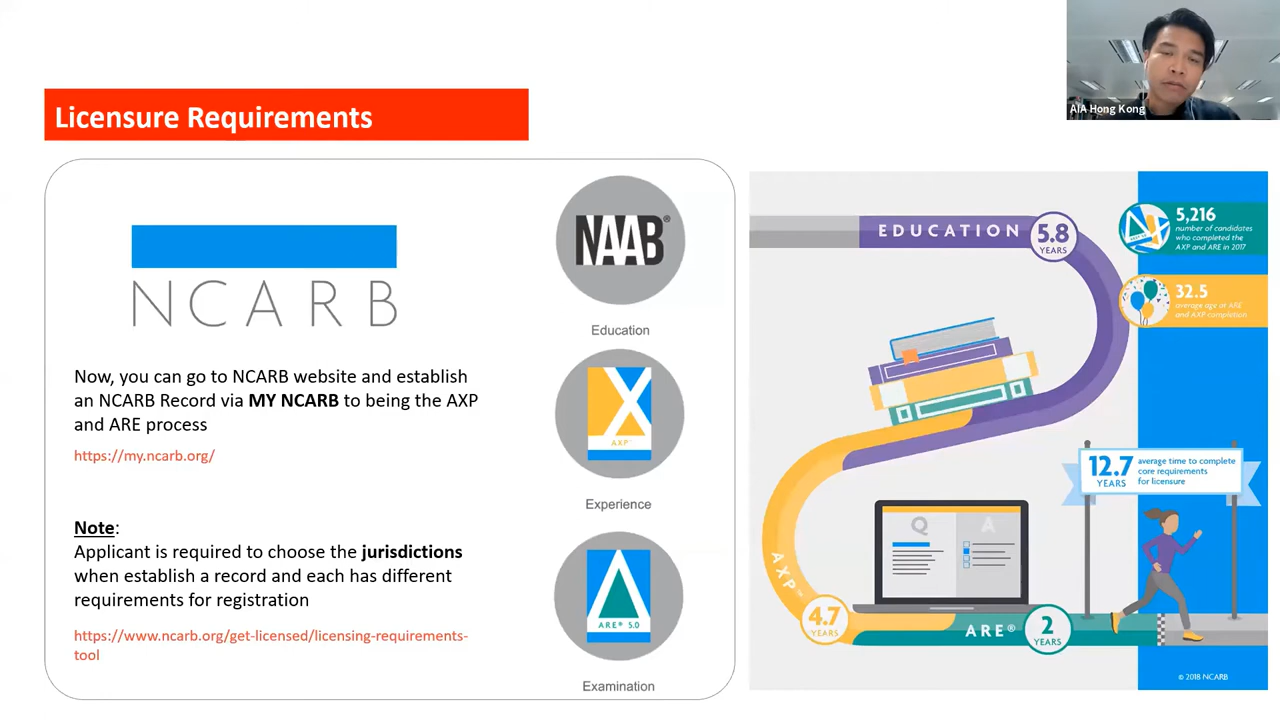 AIA Hong Kong
Licensure Requirements
NCARB
Now, you can go to NCARB website and establish
an NCARB Record via MY NCARB to being the AXP
and ARE process
https://my.ncarb.org/
Note:
Applicant is required to choose the jurisdictions
when establish a record and each has different
requirements for registration
https://www.ncarb.org/get-licensed/licensing-requirements-
tool
NAAB®
Education
AXP™
Experience
ARE® 5.0
Examination
EDUCATION
5.8
YEARS
5,216
number of candidates
who completed the
AXP and ARE in 2017
32.5
average age at ARE
and AXP completion
12.7
YEARS
average time to complete
core requirements
for licensure
Q
A
AXP™
4.7
YEARS
ARE®
2
YEARS
© 2018 NCARB